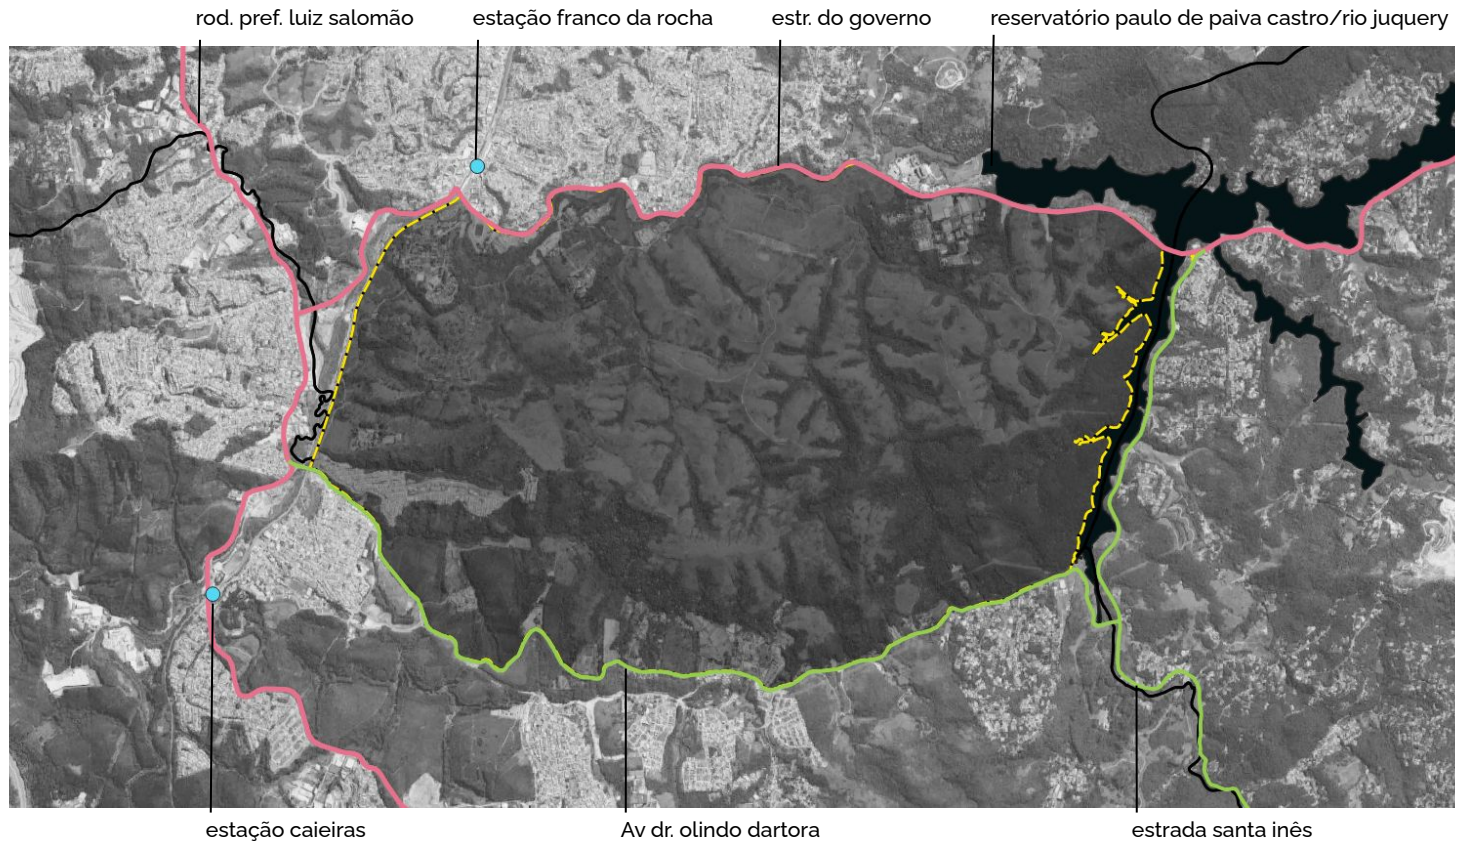 rod. pref. luiz salomão
estação franco da rocha
estr. do governo
reservatório paulo de paiva castro/rio juquery
estação caieiras
Av dr. olindo dartora
estrada santa inês